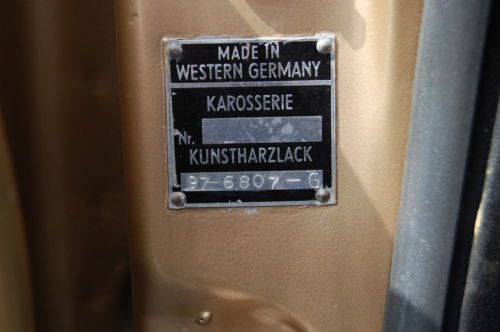 MADE IN
WESTERN GERMANY
KAROSSERIE
Nr.
KUNSTHARZLACK
97-6807-G